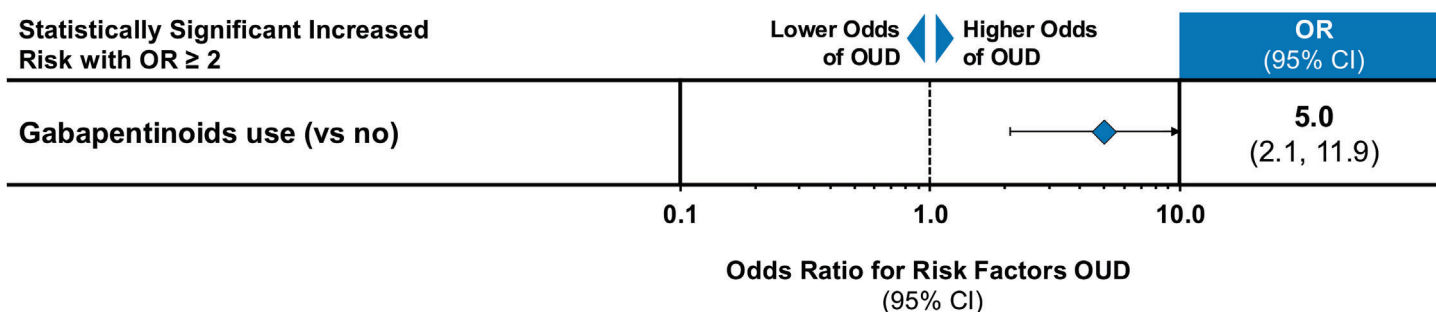 Statistically Significant Increased
Risk with OR ≥ 2
Lower Odds
of OUD
Higher Odds
of OUD
OR
(95% CI)
Gabapentinoids use (vs no)
5.0
(2.1, 11.9)
0.1
1.0
10.0
Odds Ratio for Risk Factors OUD
(95% CI)